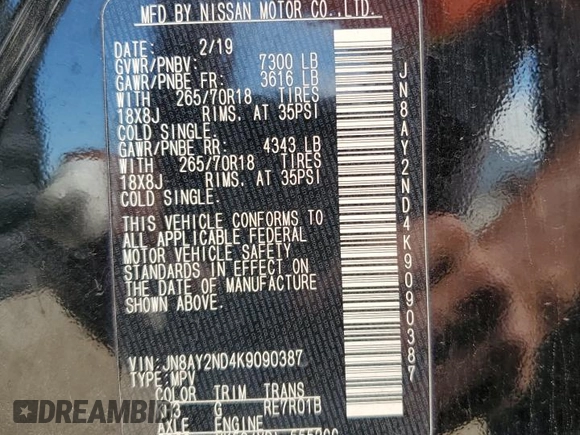 MFD BY NISSAN MOTOR CO.,LTD.
DATE: 2/19
GVWR/PNBV: 7300 LB
GAWR/PNBE FR: 3616 LB
WITH 265/70R18 TIRES
18X8J RIMS, AT 35PSI
COLD SINGLE.
GAWR/PNBE RR: 4343 LB
WITH 265/70R18 TIRES
18X8J RIMS, AT 35PSI
COLD SINGLE.
THIS VEHICLE CONFORMS TO
ALL APPLICABLE FEDERAL
MOTOR VEHICLE SAFETY
STANDARDS IN EFFECT ON
THE DATE OF MANUFACTURE
SHOWN ABOVE.
VIN: JN8AY2ND4K9090387
TYPE: MPV
COLOR TRIM TRANS
G RE7R01B
AXLE ENGINE
JN8AY2ND4K9090387
DREAMBID